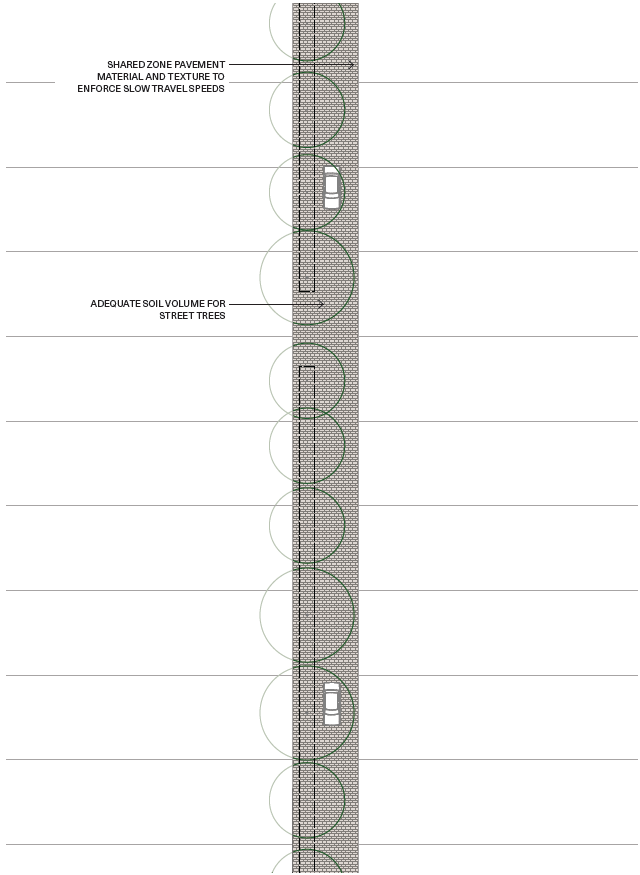 SHARED ZONE PAVEMENT
MATERIAL AND TEXTURE TO
ENFORCE SLOW TRAVEL SPEEDS
ADEQUATE SOIL VOLUME FOR
STREET TREES